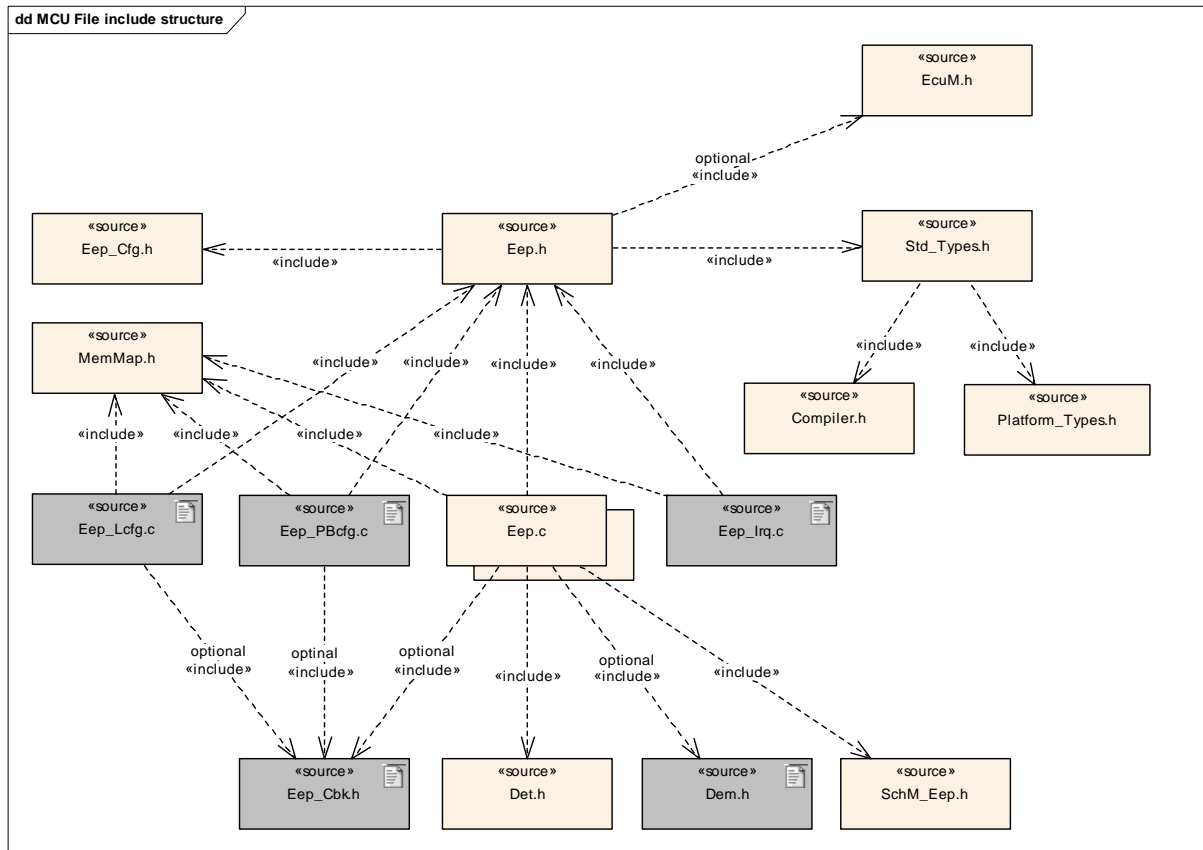 dd MCU File include structure
«source»
EcuM.h
optional
«include»
«source»
Eep_Cfg.h
«source»
Eep.h
«source»
Std_Types.h
«include»
«include»
«source»
MemMap.h
«include»
«include»
«include»
«include»
«include»
«include»
«source»
Compiler.h
«source»
Platform_Types.h
«include»
«include»
«include»
«include»
«source»
Eep_Lcfg.c
«source»
Eep_PBcfg.c
«source»
Eep.c
«source»
Eep_Irq.c
optional
«include»
optinal
«include»
optional
«include»
«include»
optional
«include»
«include»
«source»
Eep_Cbk.h
«source»
Det.h
«source»
Dem.h
«source»
SchM_Eep.h